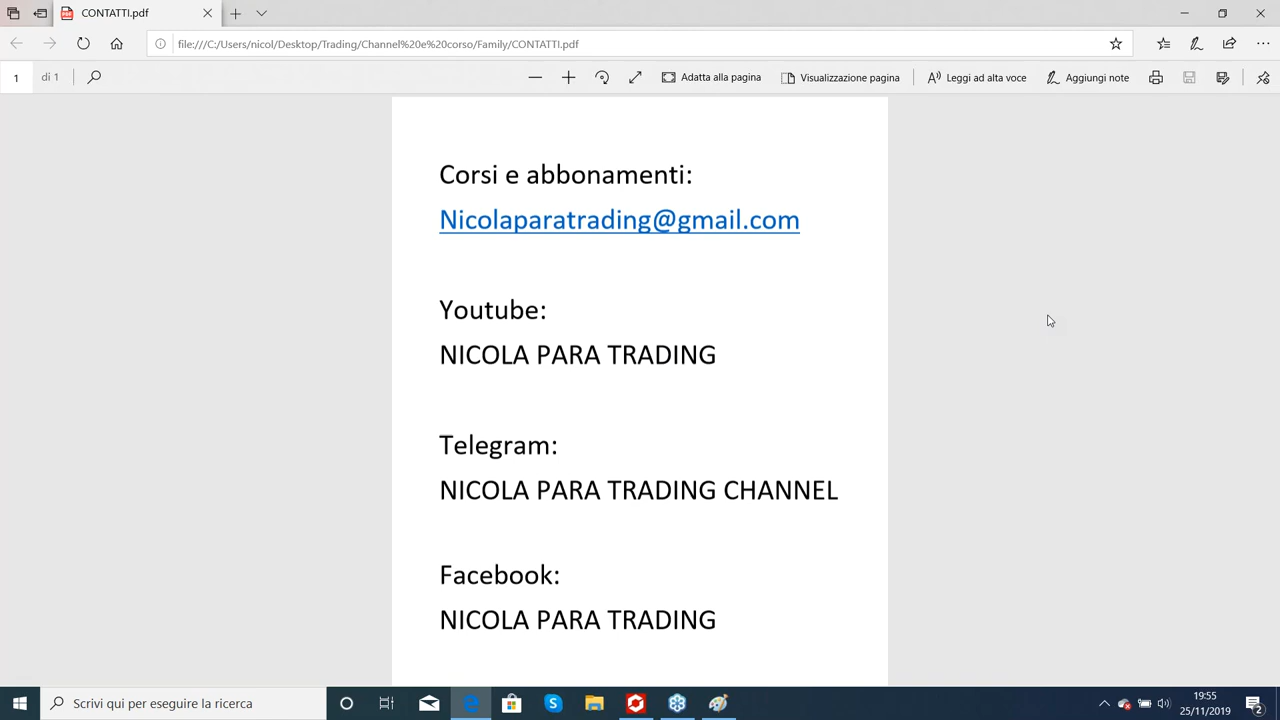 CONTATTI.pdf
file:///C:/Users/nicol/Desktop/Trading/Channel%20e%20corso/Family/CONTATTI.pdf
1 di 1 Adatta alla pagina Visualizzazione pagina Leggi ad alta voce Aggiungi note
Corsi e abbonamenti:
Nicolaparatrading@gmail.com
Youtube:
NICOLA PARA TRADING
Telegram:
NICOLA PARA TRADING CHANNEL
Facebook:
NICOLA PARA TRADING
Scrivi qui per eseguire la ricerca
19:55
25/11/2019
2